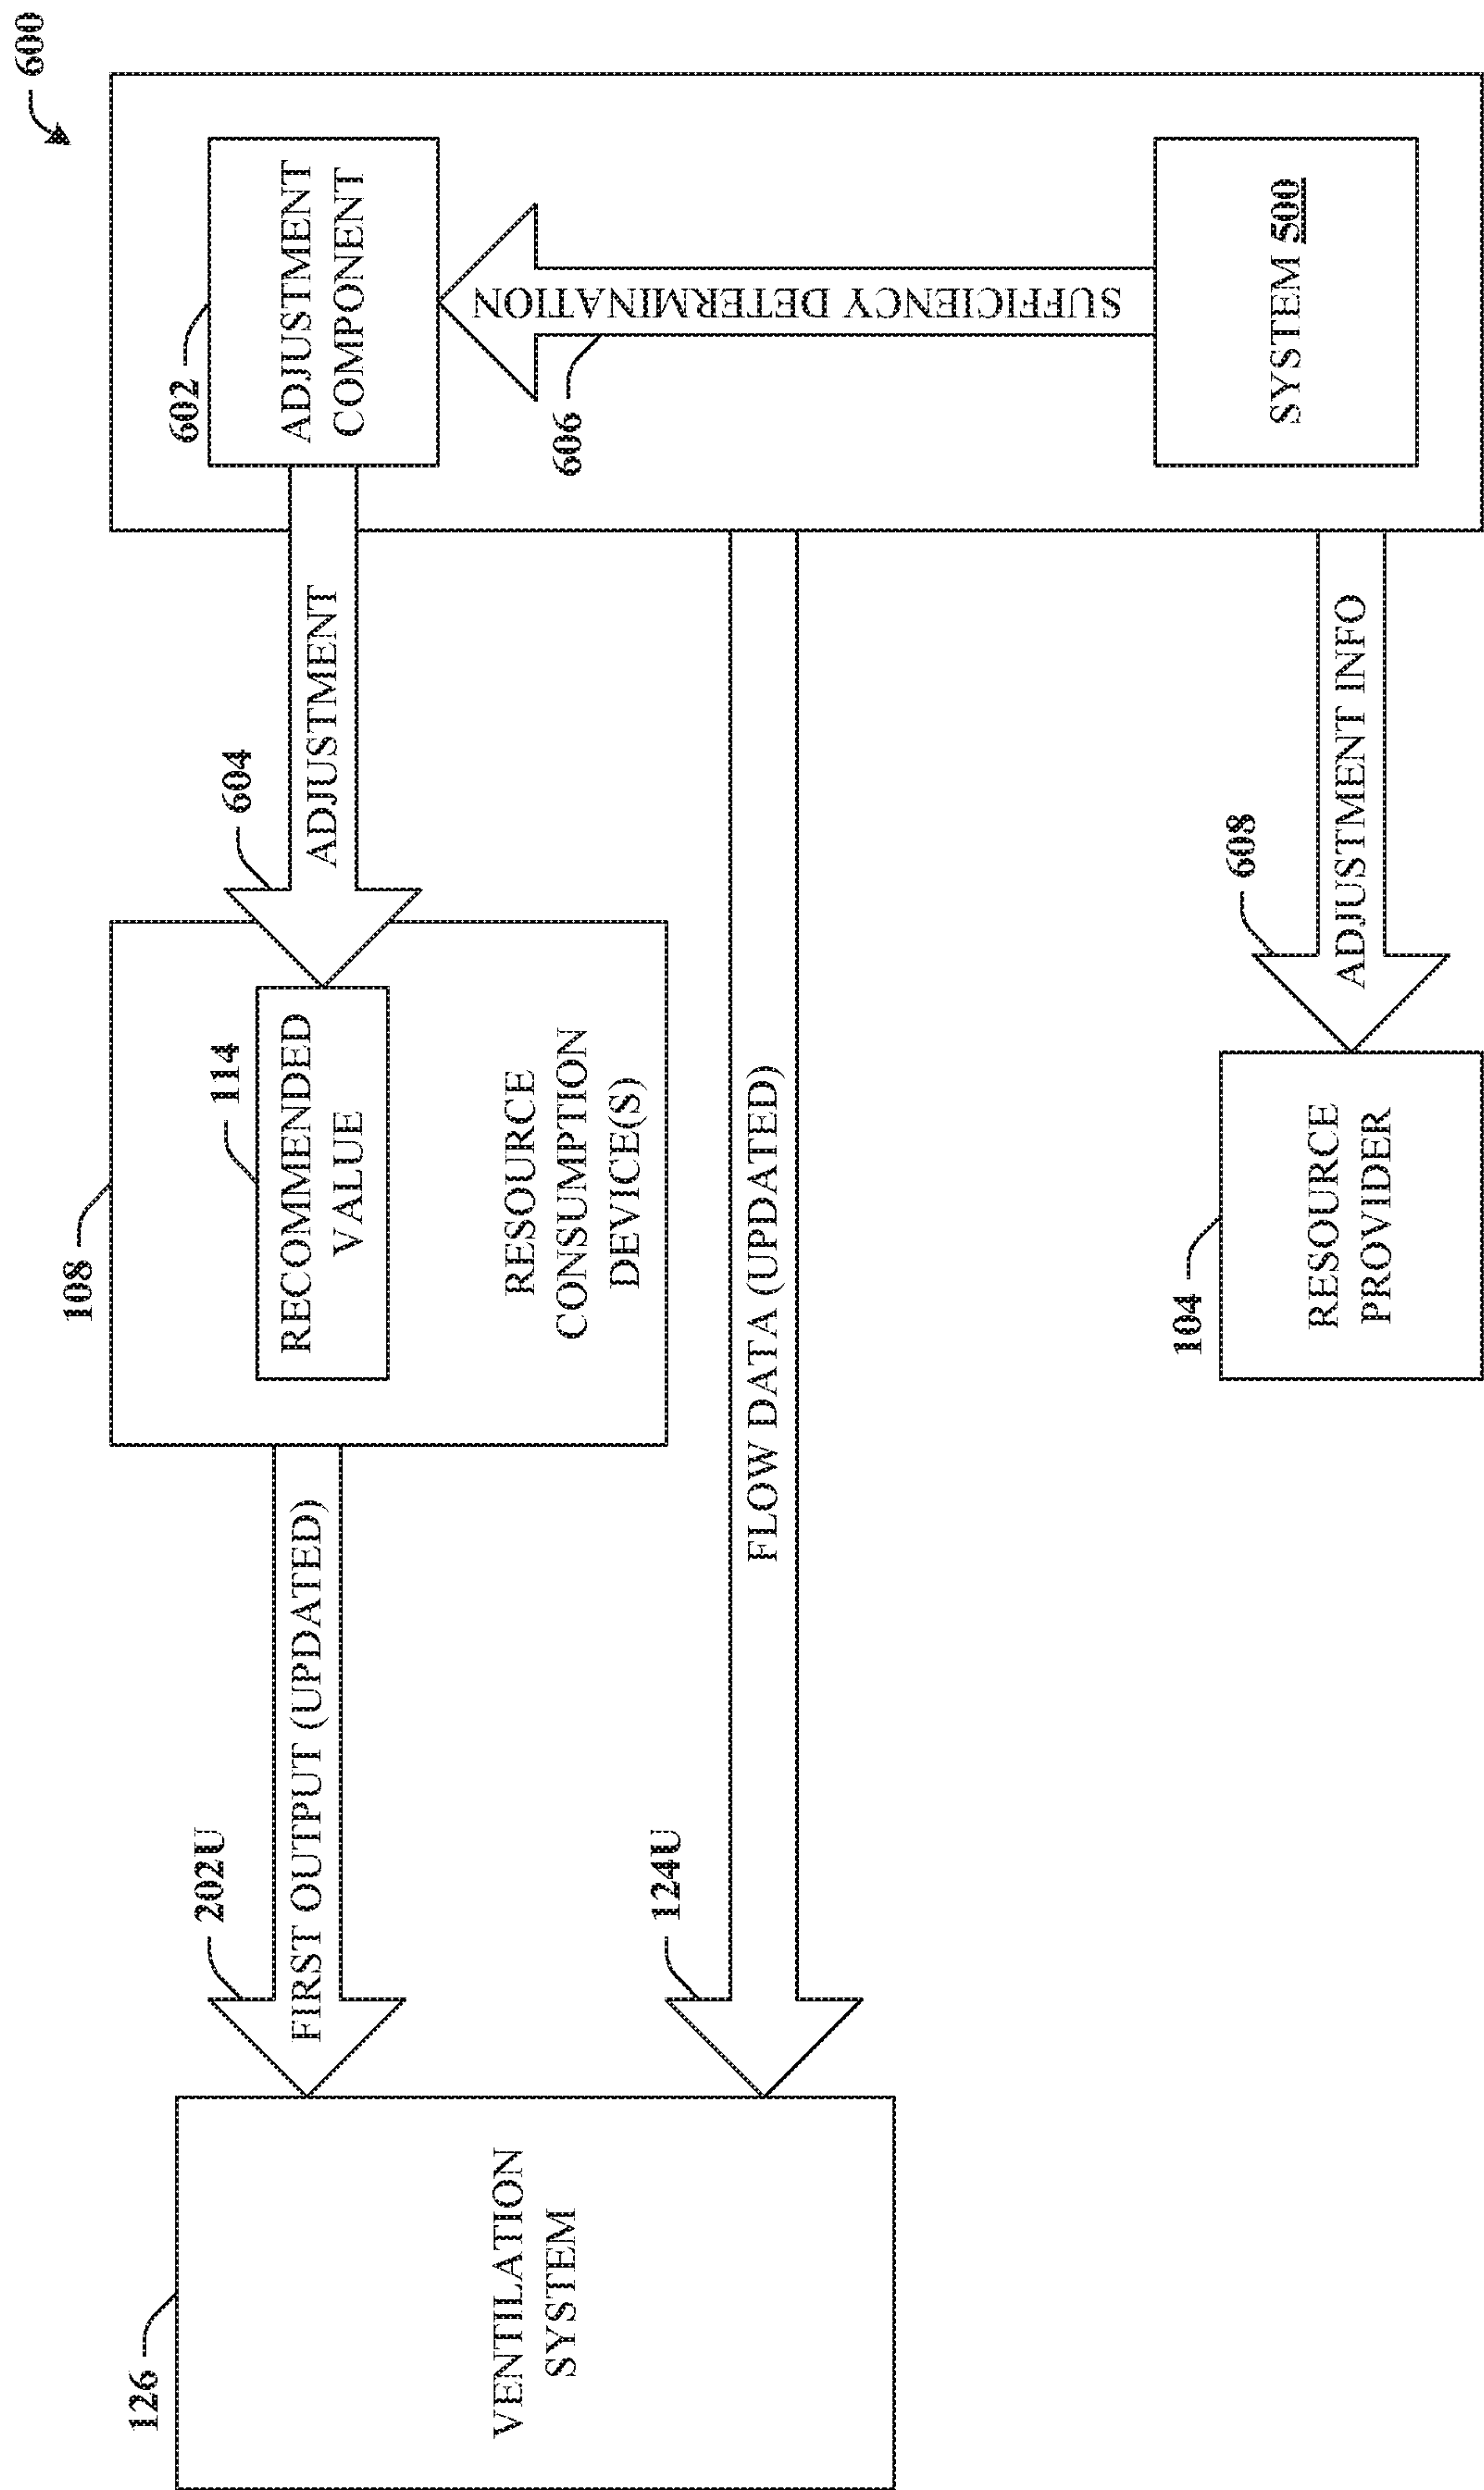 600
602
ADJUSTMENT
COMPONENT
606
SUFFICIENCY DETERMINATION
SYSTEM 500
604
ADJUSTMENT
108
114
RECOMMENDED
VALUE
RESOURCE
CONSUMPTION
DEVICE(S)
202U
FIRST OUTPUT (UPDATED)
124U
FLOW DATA (UPDATED)
608
ADJUSTMENT INFO
104
RESOURCE
PROVIDER
126
VENTILATION
SYSTEM